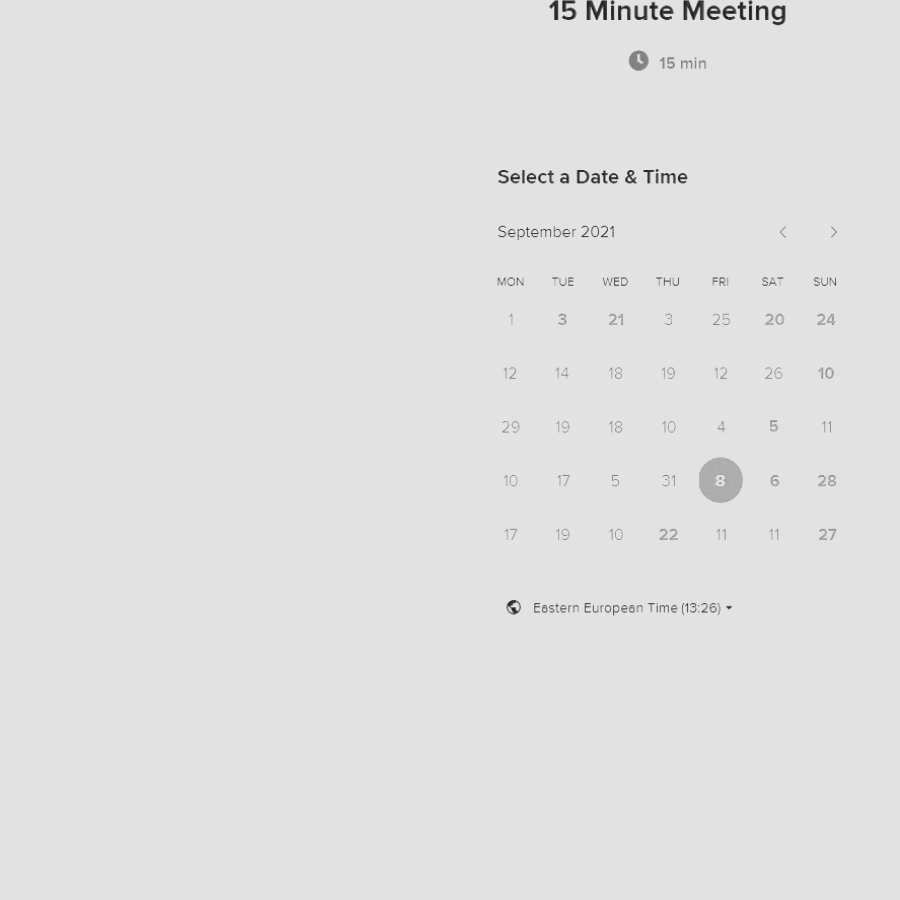 15 Minute Meeting
15 min
Select a Date & Time
September 2021
MON TUE WED THU FRI SAT SUN
1 3 21 3 25 20 24
12 14 18 19 12 26 10
29 19 18 10 4 5 11
10 17 5 31 8 6 28
17 19 10 22 11 11 27
Eastern European Time (13:26)